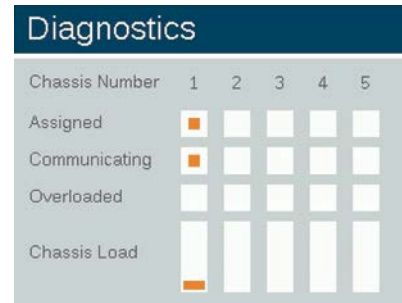 Diagnostics
Chassis Number 1 2 3 4 5
Assigned
Communicating
Overloaded
Chassis Load